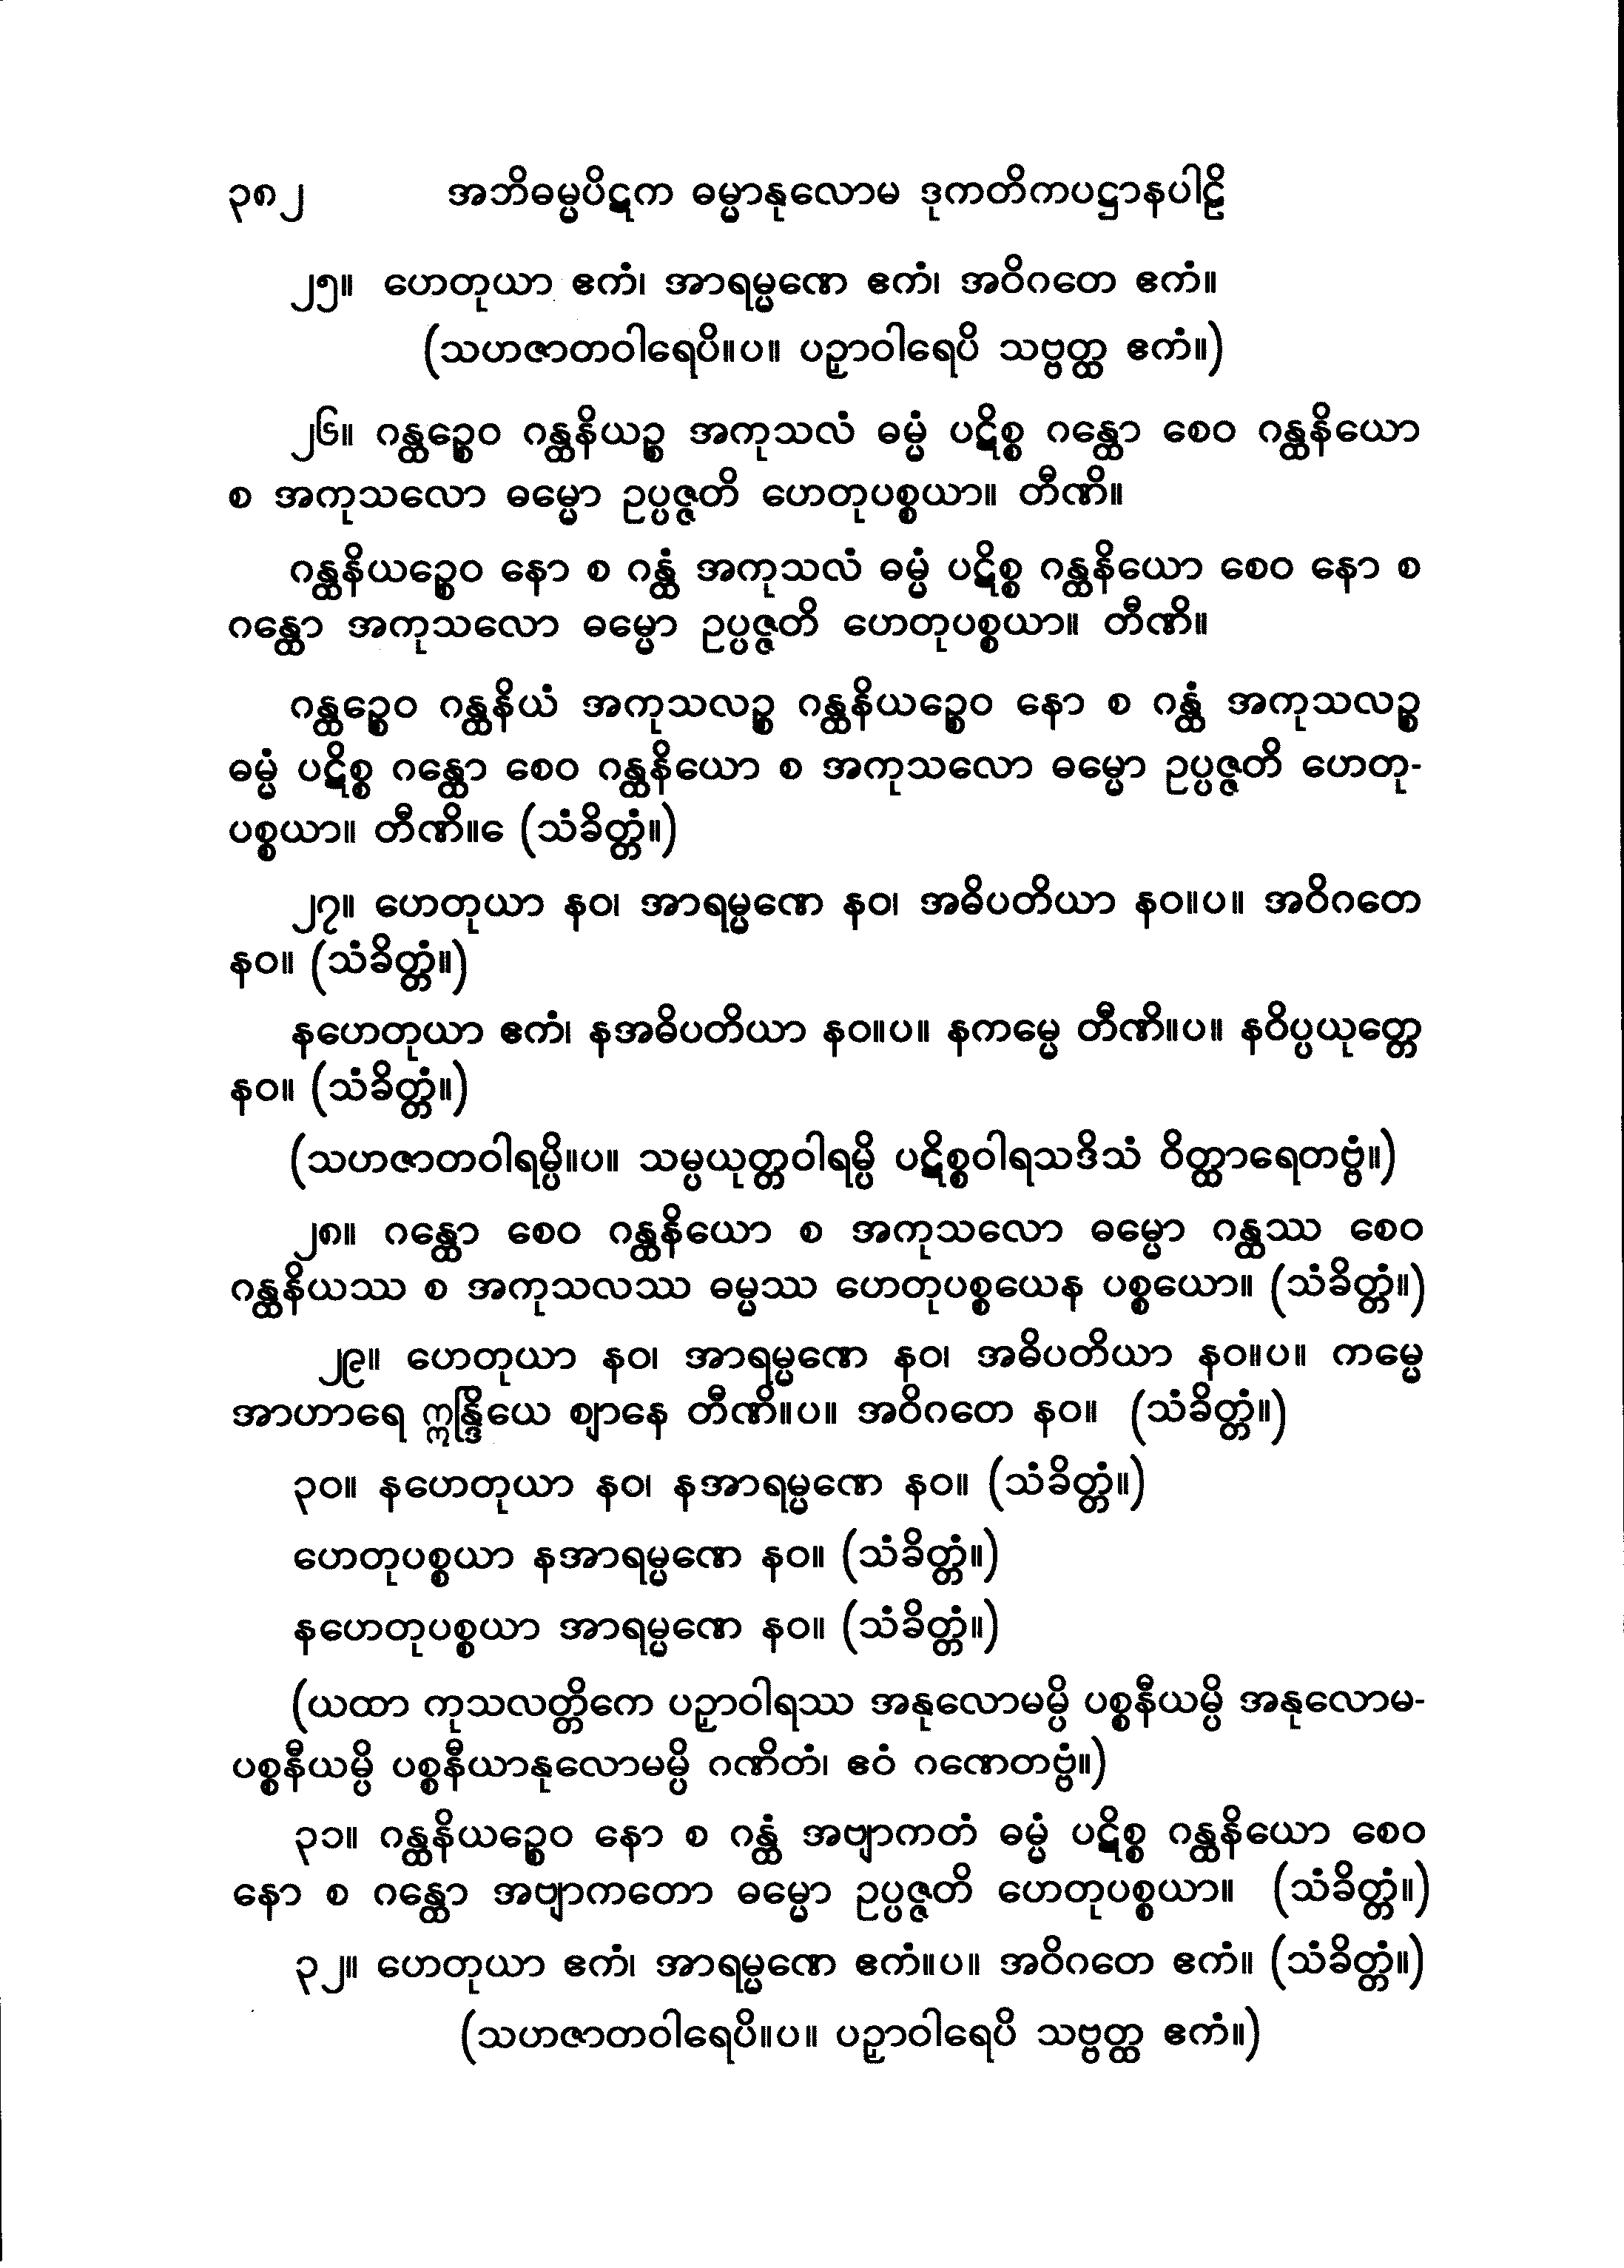 ၃၈၂ အဘိဓမ္မပိဋက ဓမ္မာနုလောမ ဒုကတိကပဋ္ဌာနပါဠိ
၂၅။ ဟေတုယာ ဧကံ၊ အာရမ္မဏေ ဧကံ၊ အဝိဂတေ ဧကံ။
(သဟဇာတဝါရေပိ။ပ။ ပဉှာဝါရေပိ သဗ္ဗတ္ထ ဧကံ။)
၂၆။ ဂန္ထဉ္စေဝ ဂန္ထနိယဉ္စ အကုသလံ ဓမ္မံ ပဋိစ္စ ဂန္ထော စေဝ ဂန္ထနိယော
စ အကုသလော ဓမ္မော ဥပ္ပဇ္ဇတိ ဟေတုပစ္စယာ။ တီဏိ။
ဂန္ထနိယဉ္စေဝ နော စ ဂန္ထံ အကုသလံ ဓမ္မံ ပဋိစ္စ ဂန္ထနိယော စေဝ နော စ
ဂန္ထော အကုသလော ဓမ္မော ဥပ္ပဇ္ဇတိ ဟေတုပစ္စယာ။ တီဏိ။
ဂန္ထဉ္စေဝ ဂန္ထနိယံ အကုသလဉ္စ ဂန္ထနိယဉ္စေဝ နော စ ဂန္ထံ အကုသလဉ္စ
ဓမ္မံ ပဋိစ္စ ဂန္ထော စေဝ ဂန္ထနိယော စ အကုသလော ဓမ္မော ဥပ္ပဇ္ဇတိ ဟေတု-
ပစ္စယာ။ တီဏိ။ေ (သံခိတ္တံ။)
၂၇။ ဟေတုယာ နဝ၊ အာရမ္မဏေ နဝ၊ အဓိပတိယာ နဝ။ပ။ အဝိဂတေ
နဝ။ (သံခိတ္တံ။)
နဟေတုယာ ဧကံ၊ နအဓိပတိယာ နဝ။ပ။ နကမ္မေ တီဏိ။ပ။ နဝိပ္ပယုတ္တေ
နဝ။ (သံခိတ္တံ။)
(သဟဇာတဝါရမ္ပိ။ပ။ သမ္ပယုတ္တဝါရမ္ပိ ပဋိစ္စဝါရသဒိသံ ဝိတ္ထာရေတဗ္ဗံ။)
၂၈။ ဂန္ထော စေဝ ဂန္ထနိယော စ အကုသလော ဓမ္မော ဂန္ထဿ စေဝ
ဂန္ထနိယဿ စ အကုသလဿ ဓမ္မဿ ဟေတုပစ္စယေန ပစ္စယော။ (သံခိတ္တံ။)
၂၉။ ဟေတုယာ နဝ၊ အာရမ္မဏေ နဝ၊ အဓိပတိယာ နဝ။ပ။ ကမ္မေ
အာဟာရေ ဣန္ဒြိယေ ဈာနေ တီဏိ။ပ။ အဝိဂတေ နဝ။ (သံခိတ္တံ။)
၃၀။ နဟေတုယာ နဝ၊ နအာရမ္မဏေ နဝ။ (သံခိတ္တံ။)
ဟေတုပစ္စယာ နအာရမ္မဏေ နဝ။ (သံခိတ္တံ။)
နဟေတုပစ္စယာ အာရမ္မဏေ နဝ။ (သံခိတ္တံ။)
(ယထာ ကုသလတ္တိကေ ပဉှာဝါရဿ အနုလောမမ္ပိ ပစ္စနီယမ္ပိ အနုလောမ-
ပစ္စနီယမ္ပိ ပစ္စနီယာနုလောမမ္ပိ ဂဏိတံ၊ ဧဝံ ဂဏေတဗ္ဗံ။)
၃၁။ ဂန္ထနိယဉ္စေဝ နော စ ဂန္ထံ အဗျာကတံ ဓမ္မံ ပဋိစ္စ ဂန္ထနိယော စေဝ
နော စ ဂန္ထော အဗျာကတော ဓမ္မော ဥပ္ပဇ္ဇတိ ဟေတုပစ္စယာ။ (သံခိတ္တံ။)
၃၂။ ဟေတုယာ ဧကံ၊ အာရမ္မဏေ ဧကံ။ပ။ အဝိဂတေ ဧကံ။ (သံခိတ္တံ။)
(သဟဇာတဝါရေပိ။ပ။ ပဉှာဝါရေပိ သဗ္ဗတ္ထ ဧကံ။)